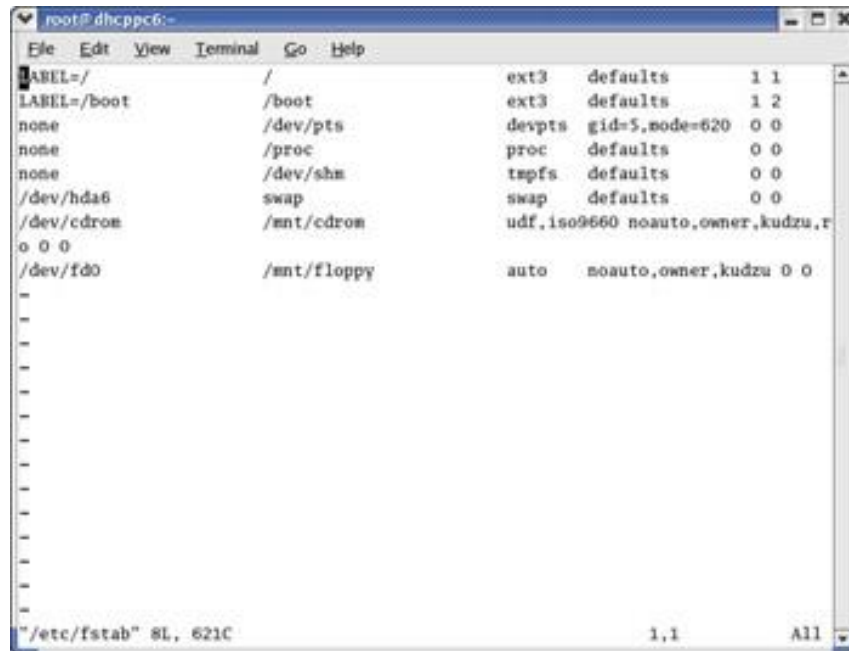 root@dhcppc6:~
File Edit View Terminal Go Help
LABEL=/ / ext3 defaults 1 1
LABEL=/boot /boot ext3 defaults 1 2
none /dev/pts devpts gid=5,mode=620 0 0
none /proc proc defaults 0 0
none /dev/shm tmpfs defaults 0 0
/dev/hda6 swap swap defaults 0 0
/dev/cdrom /mnt/cdrom udf,iso9660 noauto,owner,kudzu,r
o 0 0
/dev/fd0 /mnt/floppy auto noauto,owner,kudzu 0 0
~
~
~
~
~
~
~
~
~
~
~
~
~
~
"/etc/fstab" 8L, 621C 1,1 All